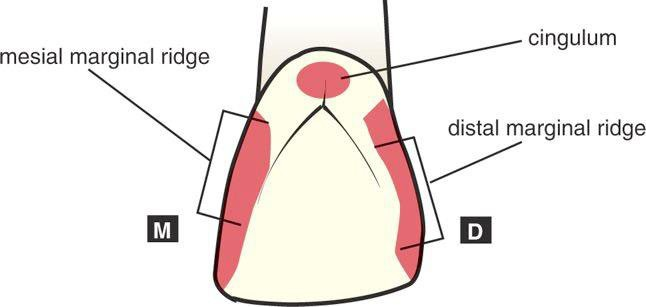 cingulum
mesial marginal ridge
distal marginal ridge
M
D